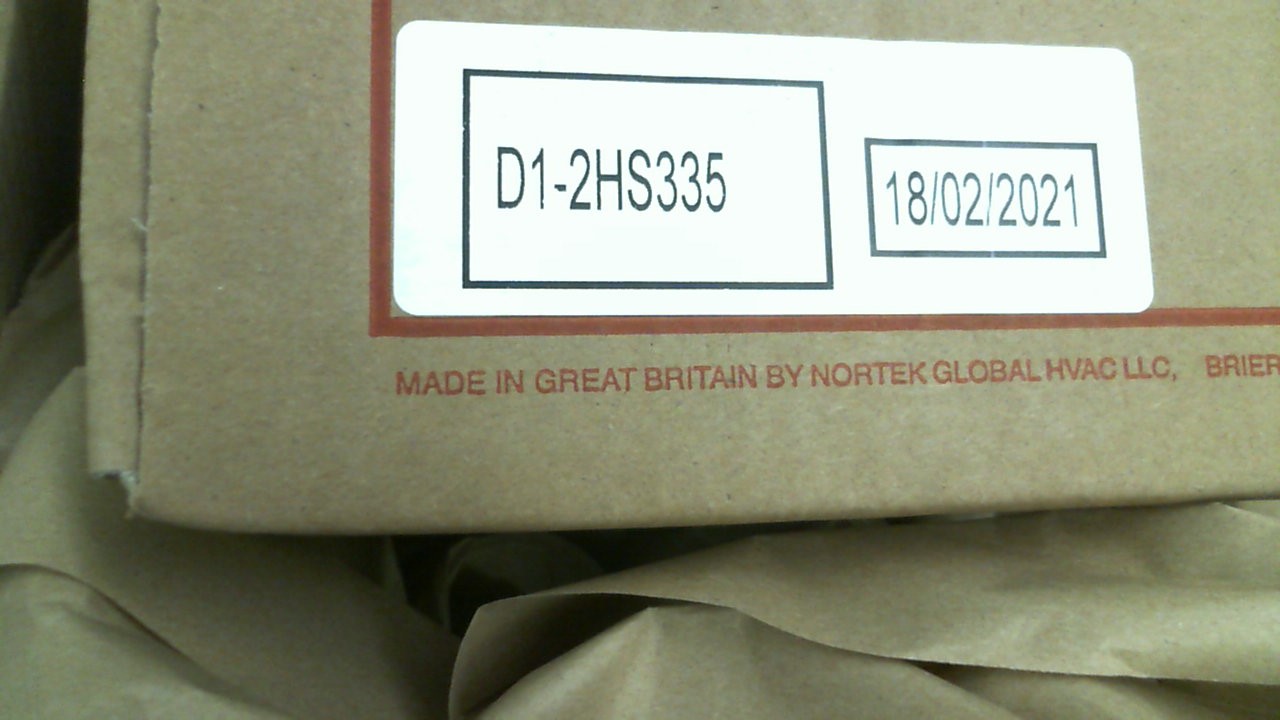 D1-2HS335
18/02/2021
MADE IN GREAT BRITAIN BY NORTEK GLOBAL HVAC LLC,